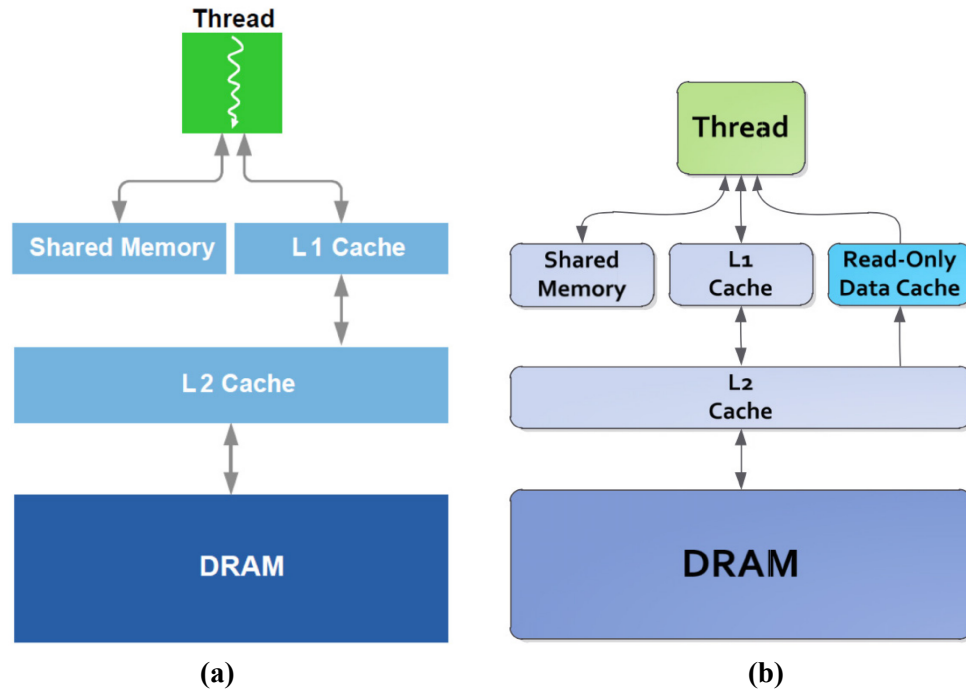 Thread
Shared Memory
L1 Cache
L2 Cache
DRAM
(a)
Thread
Shared
Memory
L1
Cache
Read-Only
Data Cache
L2
Cache
DRAM
(b)